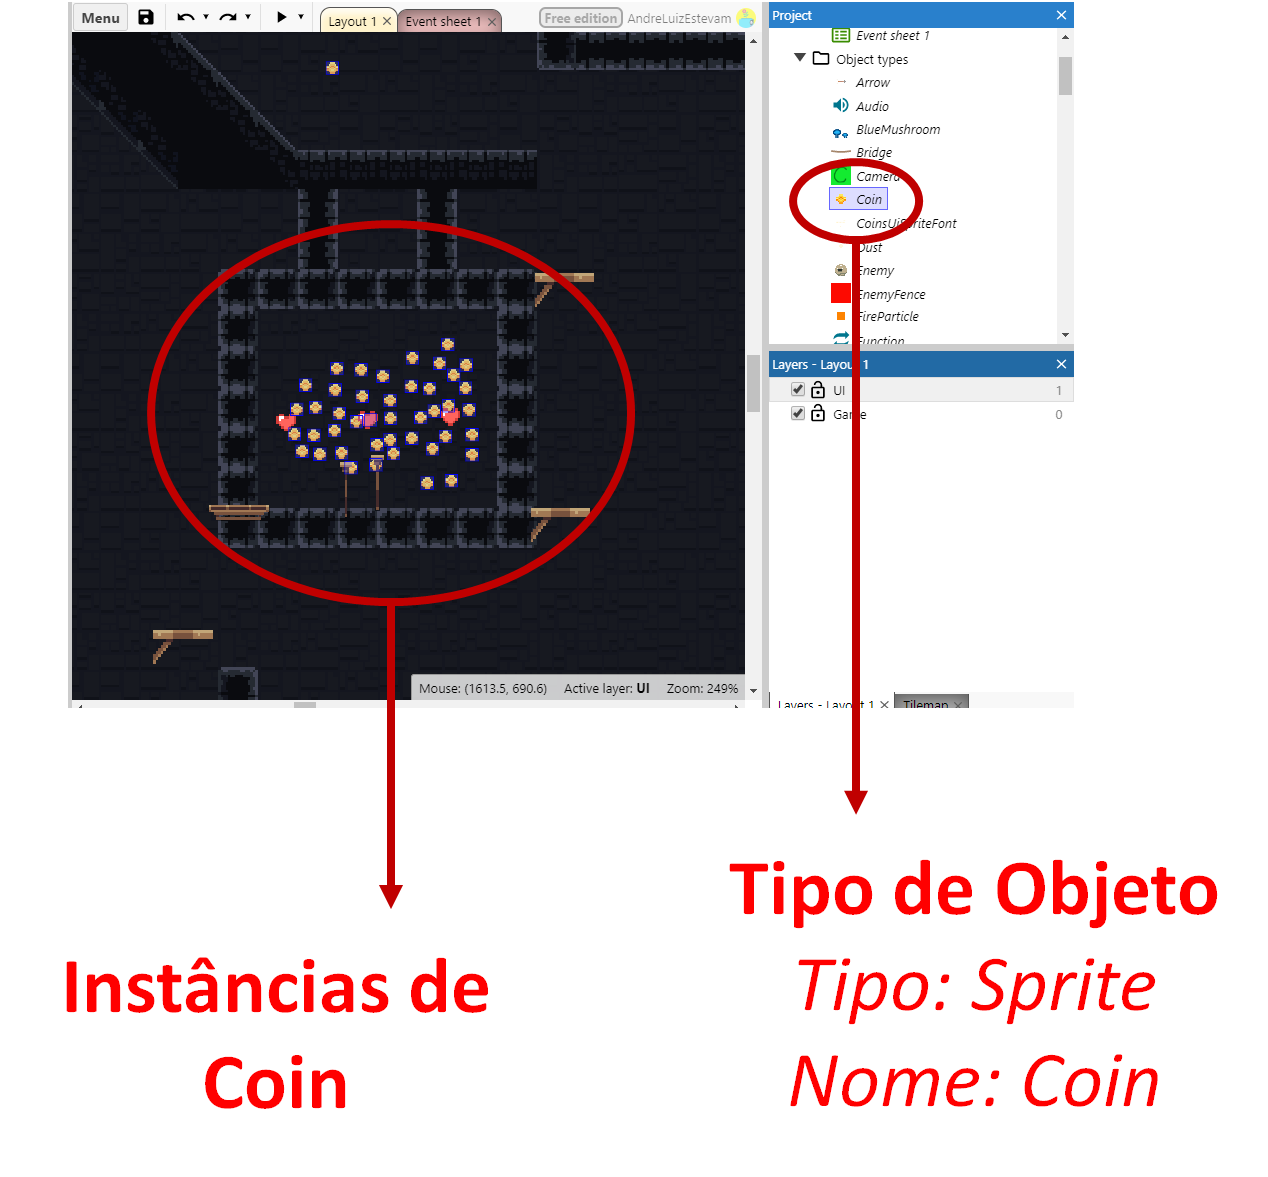 Menu
Layout 1
Event sheet 1
Free edition
AndreLuizEstevam
Project
Event sheet 1
Object types
Arrow
Audio
BlueMushroom
Bridge
Camera
Coin
CoinsUiSpriteFont
Dust
Enemy
EnemyFence
FireParticle
Function
Layers - Layout 1
UI 1
Game 0
Mouse: (1613.5, 690.6) Active layer: UI Zoom: 249%
Layers - Layout 1
Tilemap
Tipo de Objeto
Tipo: Sprite
Nome: Coin
Instâncias de
Coin